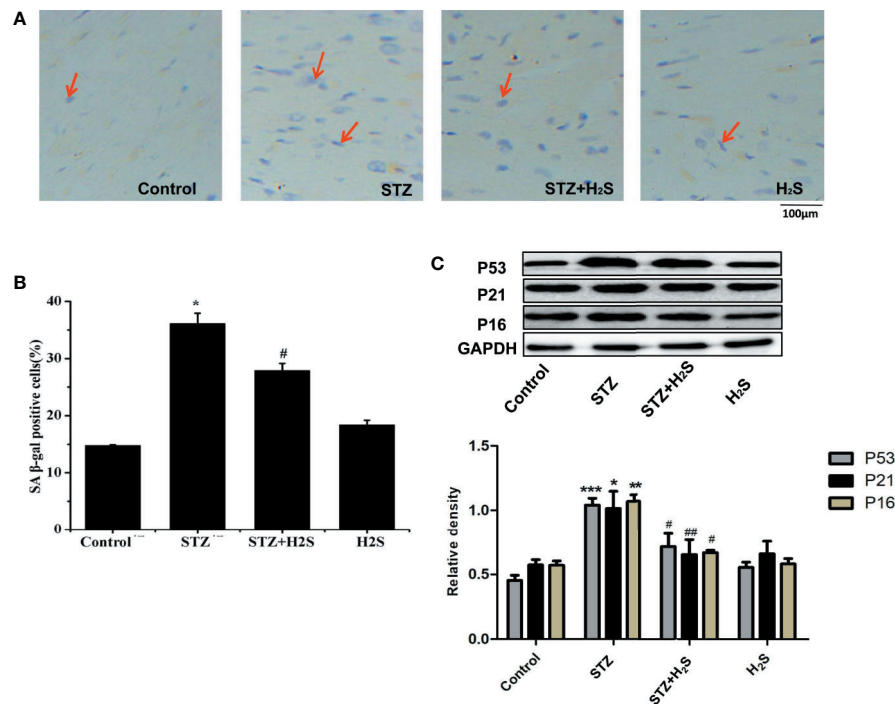 A
Control
STZ
STZ+H₂S
H₂S
100μm
B
SA β-gal positive cells(%)
40
30
20
10
0
*
#
Control
STZ
STZ+H2S
H2S
C
P53
P21
P16
GAPDH
Control
STZ
STZ+H₂S
H₂S
Relative density
1.5
1.0
0.5
0.0
*** * **
# ## #
Control
STZ
STZ+H₂S
H₂S
P53
P21
P16